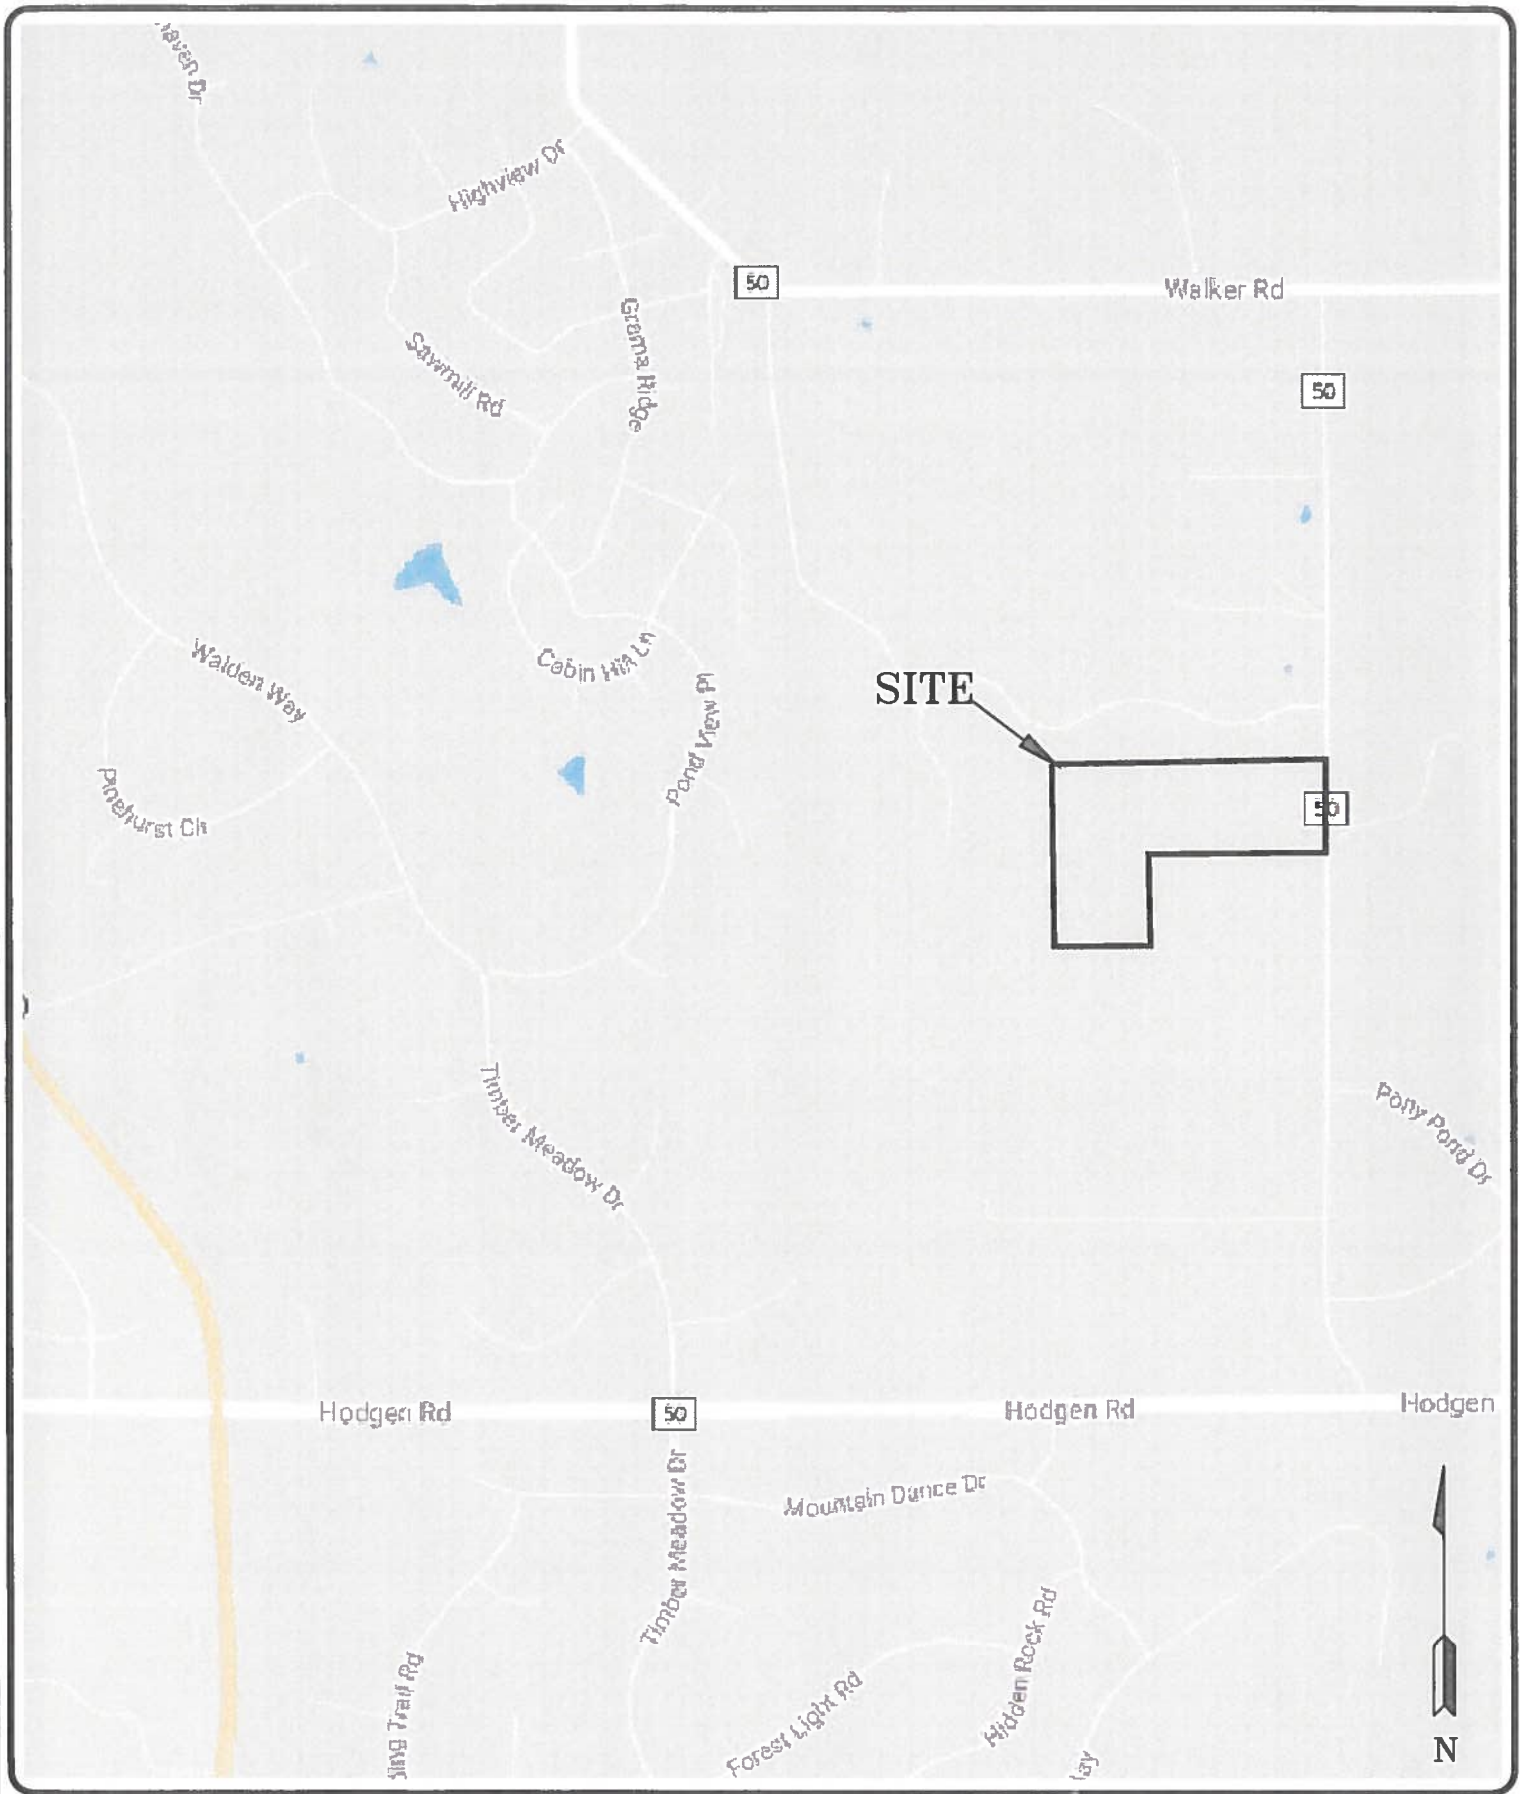 Highview Dr
50
Walker Rd
Grama Ridge
Sawmill Rd
50
Cabin Hill Ln
Walden Way
SITE
Pond View Pl
Pinehurst Cir
50
Timber Meadow Dr
Pony Pond Dr
Hodgen Rd
50
Hodgen Rd
Hodgen
Mountain Dance Dr
Timber Meadow Dr
Hidden Rock Rd
Trail Rd
Forest Light Rd
N